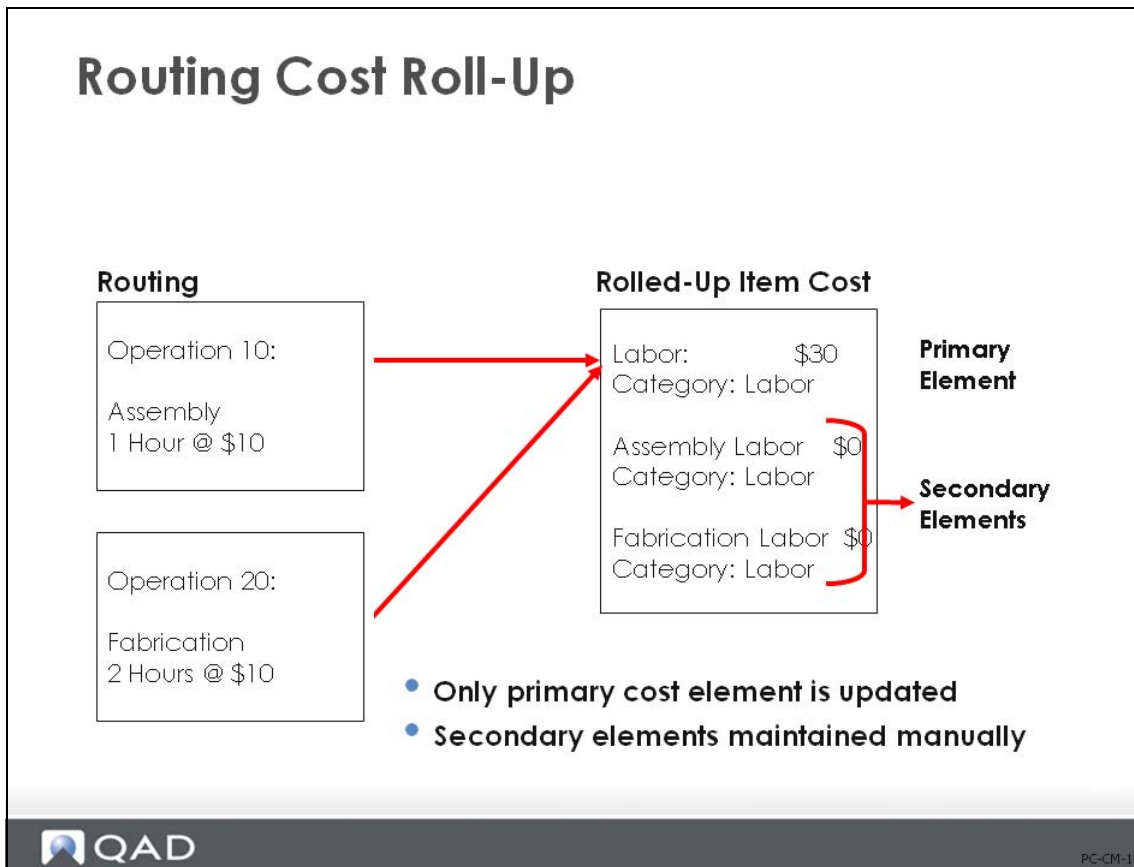 Routing Cost Roll-Up
Routing
Operation 10:
Assembly
1 Hour @ $10
Operation 20:
Fabrication
2 Hours @ $10
Rolled-Up Item Cost
Labor: $30
Category: Labor
Assembly Labor $0
Category: Labor
Fabrication Labor $0
Category: Labor
Primary
Element
Secondary
Elements
Only primary cost element is updated
Secondary elements maintained manually
QAD